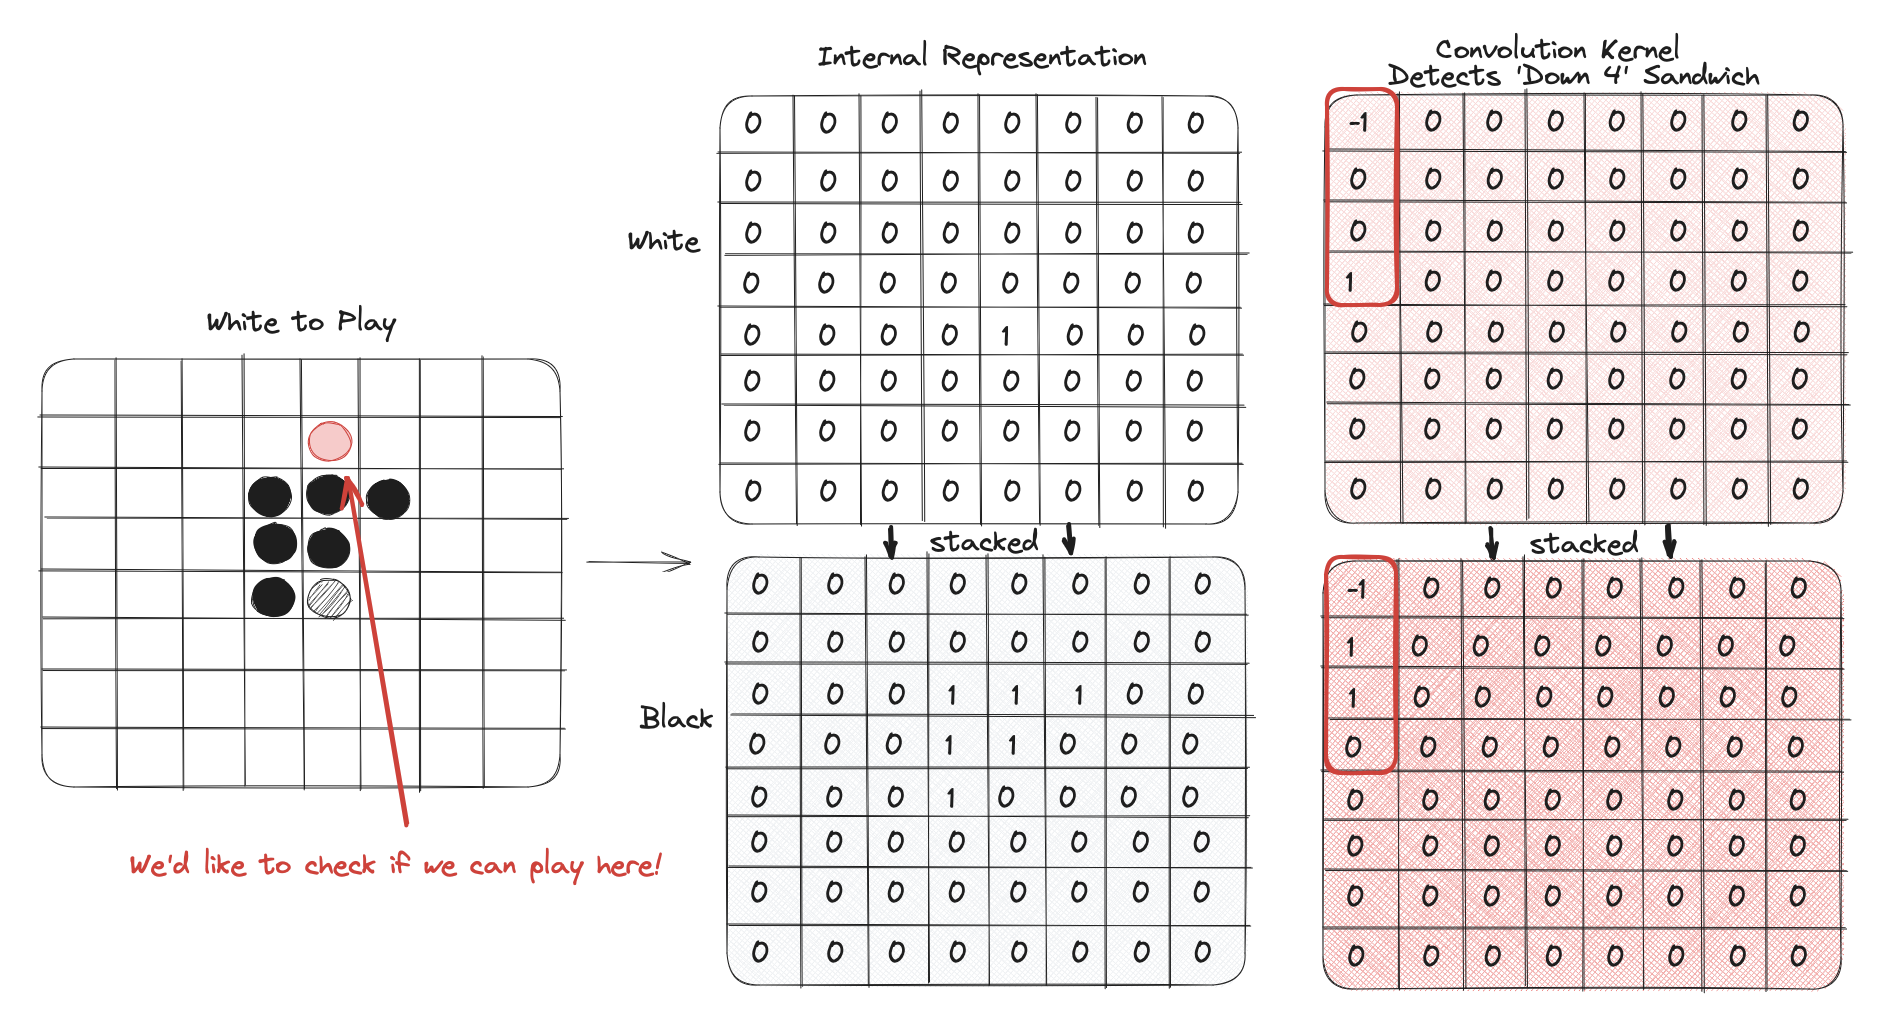 White to Play
We'd like to check if we can play here!
Internal Representation
White
0 0 0 0 0 0 0 0
0 0 0 0 0 0 0 0
0 0 0 0 0 0 0 0
0 0 0 0 0 0 0 0
0 0 0 0 1 0 0 0
0 0 0 0 0 0 0 0
0 0 0 0 0 0 0 0
0 0 0 0 0 0 0 0
stacked
Black
0 0 0 0 0 0 0 0
0 0 0 0 0 0 0 0
0 0 0 1 1 1 0 0
0 0 0 1 1 0 0 0
0 0 0 1 0 0 0 0
0 0 0 0 0 0 0 0
0 0 0 0 0 0 0 0
0 0 0 0 0 0 0 0
Convolution Kernel
Detects 'Down 4' Sandwich
-1 0 0 0 0 0 0 0
0 0 0 0 0 0 0 0
0 0 0 0 0 0 0 0
1 0 0 0 0 0 0 0
0 0 0 0 0 0 0 0
0 0 0 0 0 0 0 0
0 0 0 0 0 0 0 0
0 0 0 0 0 0 0 0
stacked
-1 0 0 0 0 0 0 0
1 0 0 0 0 0 0 0
1 0 0 0 0 0 0 0
0 0 0 0 0 0 0 0
0 0 0 0 0 0 0 0
0 0 0 0 0 0 0 0
0 0 0 0 0 0 0 0
0 0 0 0 0 0 0 0